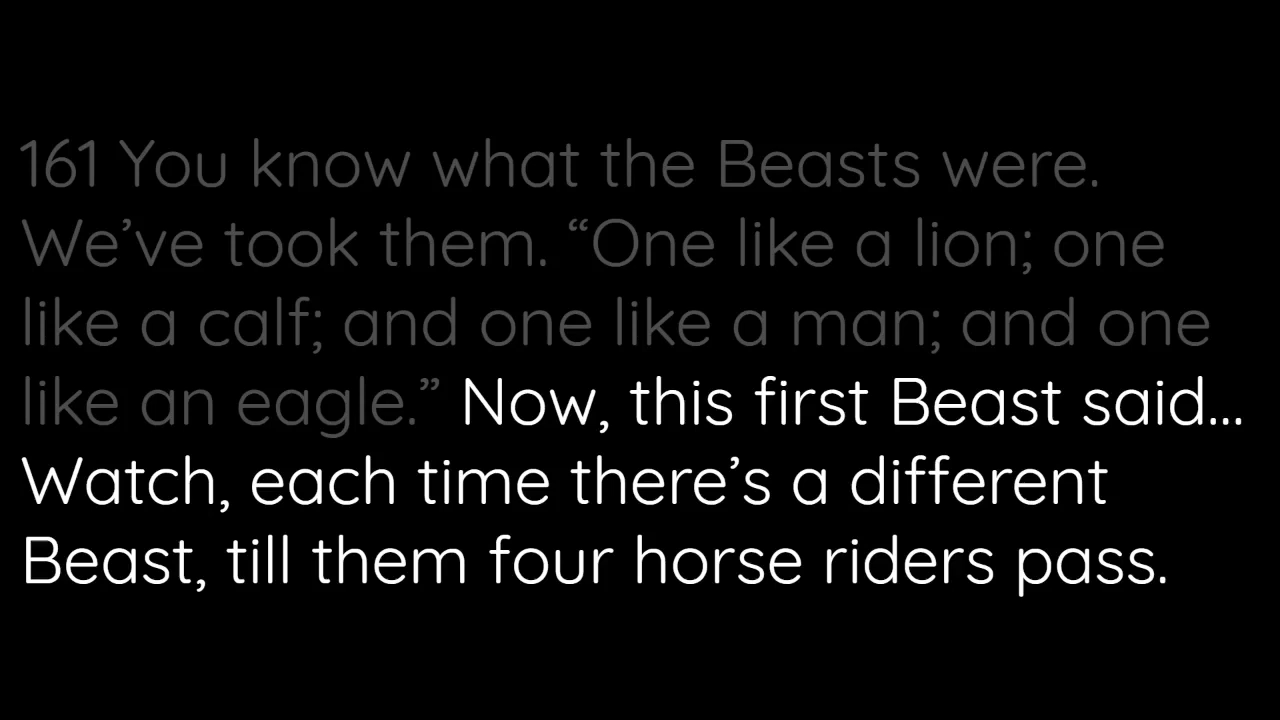 161 You know what the Beasts were.
We’ve took them. “One like a lion; one
like a calf; and one like a man; and one
like an eagle.” Now, this first Beast said...
Watch, each time there’s a different
Beast, till them four horse riders pass.